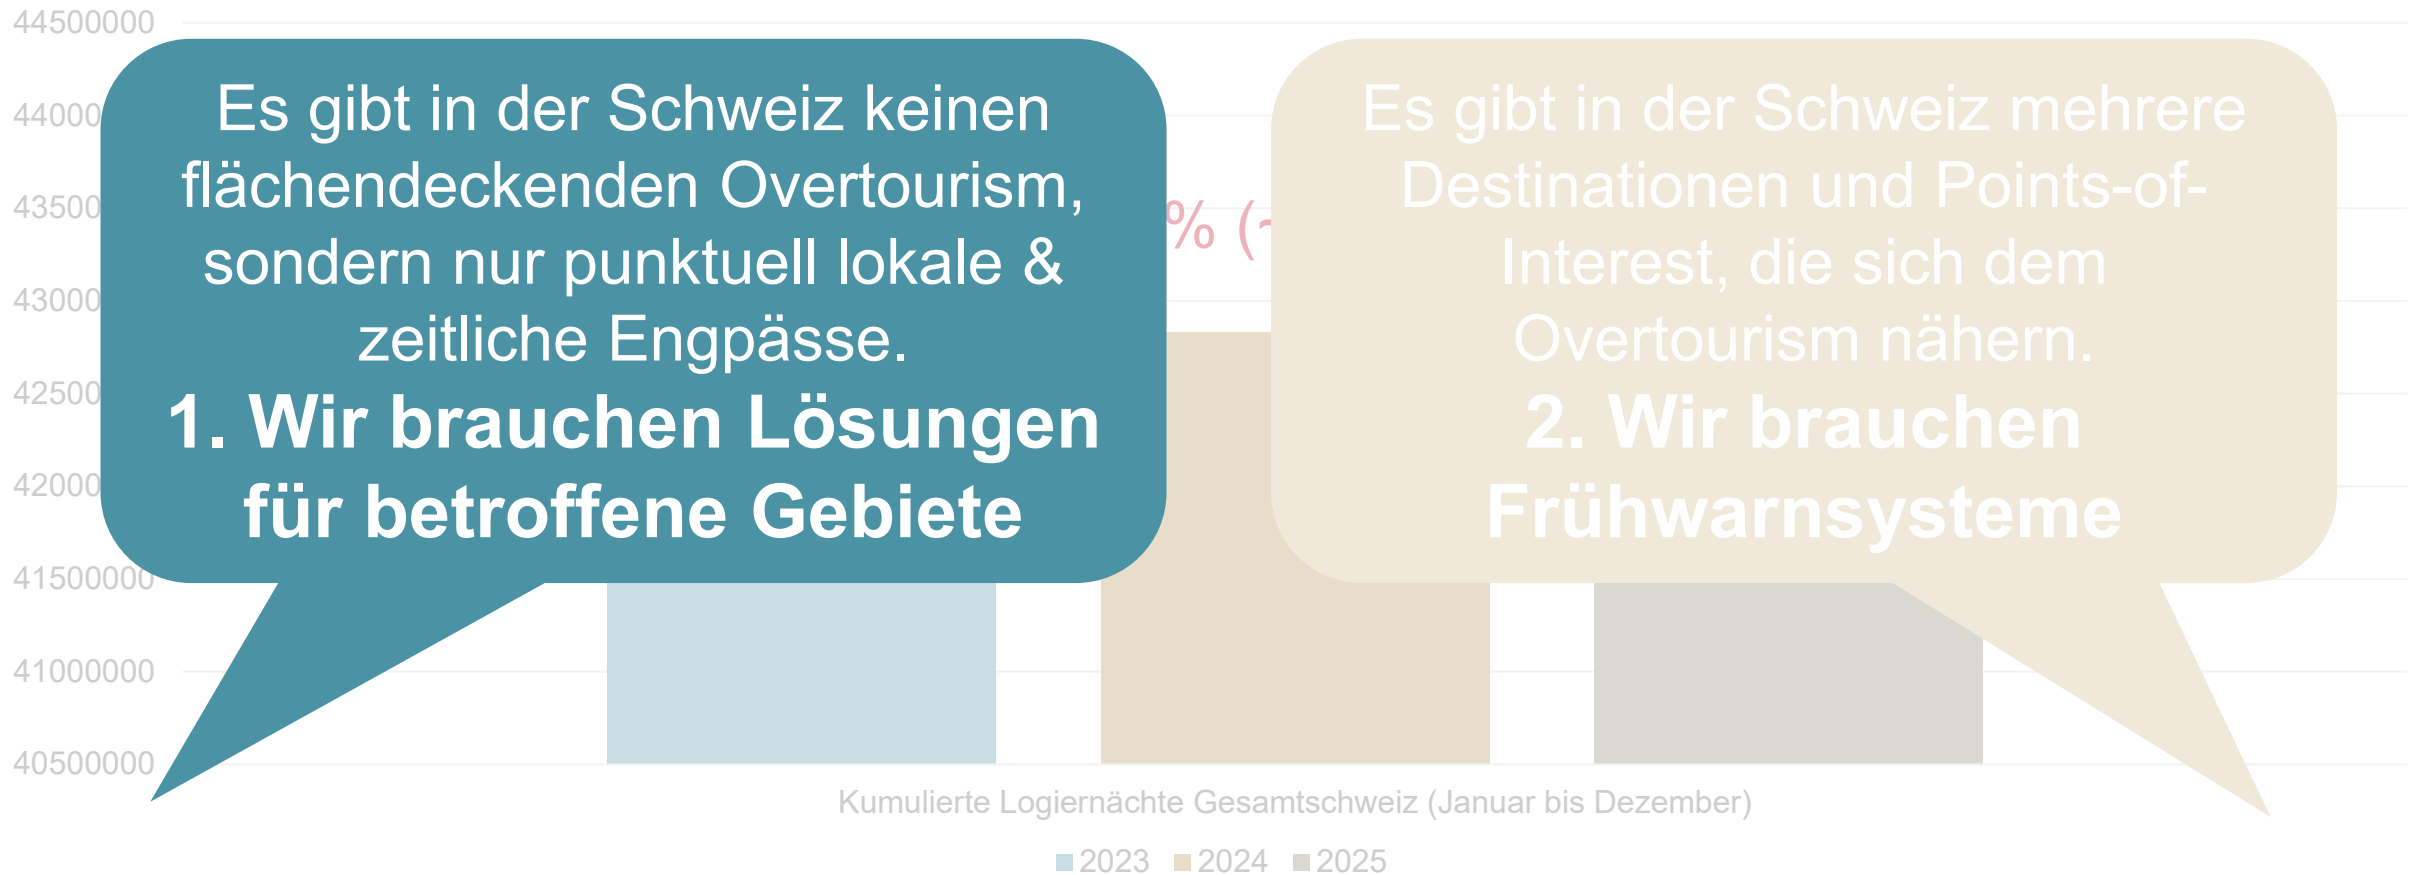 44500000
44000
43500
43000
42500
42000
41500000
41000000
40500000
Es gibt in der Schweiz keinen
flächendeckenden Overtourism,
sondern nur punktuell lokale &
zeitliche Engpässe.
1. Wir brauchen Lösungen
für betroffene Gebiete
% (~
Es gibt in der Schweiz mehrere
Destinationen und Points-of-
Interest, die sich dem
Overtourism nähern.
2. Wir brauchen
Frühwarnsysteme
Kumulierte Logiernächte Gesamtschweiz (Januar bis Dezember)
2023 2024 2025